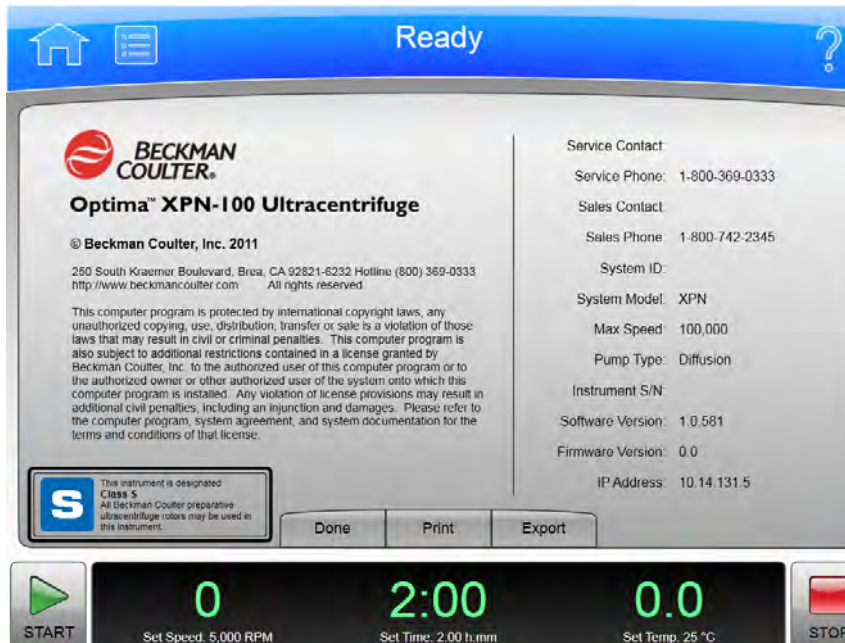 Ready
BECKMAN
COULTER®
Optima™ XPN-100 Ultracentrifuge
© Beckman Coulter, Inc. 2011
250 South Kraemer Boulevard, Brea, CA 92821-6232 Hotline (800) 369-0333
http://www.beckmancoulter.com All rights reserved
This computer program is protected by international copyright laws, any
unauthorized copying, use, distribution, transfer or sale is a violation of those
laws that may result in civil or criminal penalties. This computer program is
also subject to additional restrictions contained in a license granted by
Beckman Coulter, Inc. to the authorized user of this computer program or to
the authorized owner or other authorized user of the system onto which this
computer program is installed. Any violation of license provisions may result in
additional civil penalties, including an injunction and damages. Please refer to
the computer program, system agreement, and system documentation for the
terms and conditions of that license.
S
This instrument is designated
Class S
All Beckman Coulter preparative
ultracentrifuge rotors may be used in
this instrument.
Service Contact:
Service Phone: 1-800-369-0333
Sales Contact:
Sales Phone: 1-800-742-2345
System ID:
System Model: XPN
Max Speed: 100,000
Pump Type: Diffusion
Instrument S/N:
Software Version: 1.0.581
Firmware Version: 0.0
IP Address: 10.14.131.5
Done Print Export
START
0 2:00 0.0
Set Speed: 5,000 RPM Set Time: 2:00 h:mm Set Temp: 25 °C
STOP